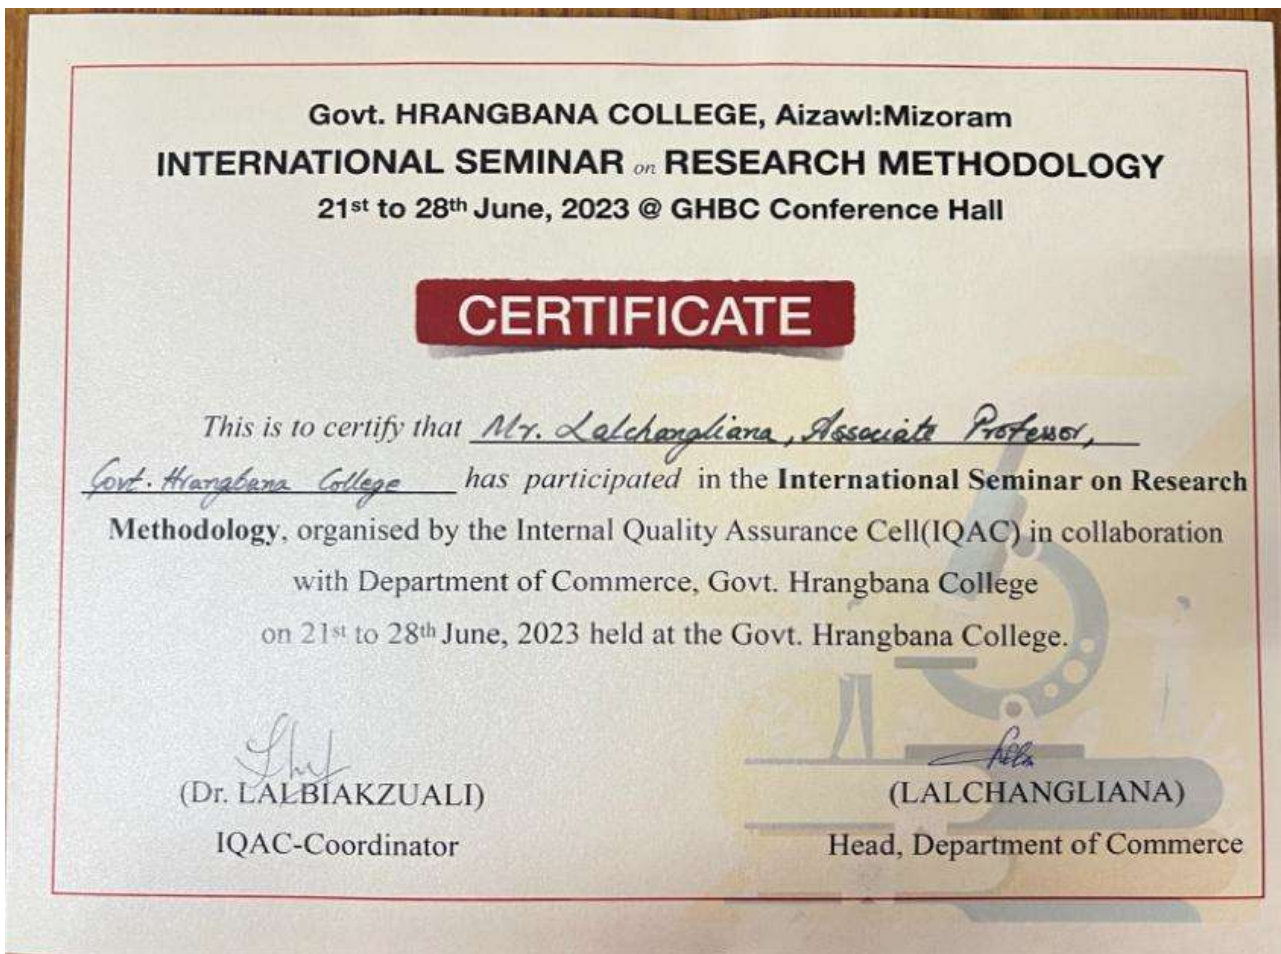 Govt. HRANGBANA COLLEGE, Aizawl:Mizoram
INTERNATIONAL SEMINAR on RESEARCH METHODOLOGY
21st to 28th June, 2023 @ GHBC Conference Hall
CERTIFICATE
This is to certify that Mr. Lalchangliana, Associate Professor,
Govt. Hrangbana College has participated in the International Seminar on Research
Methodology, organised by the Internal Quality Assurance Cell(IQAC) in collaboration
with Department of Commerce, Govt. Hrangbana College
on 21st to 28th June, 2023 held at the Govt. Hrangbana College.
(Dr. LALBIAKZUALI)
IQAC-Coordinator
(LALCHANGLIANA)
Head, Department of Commerce